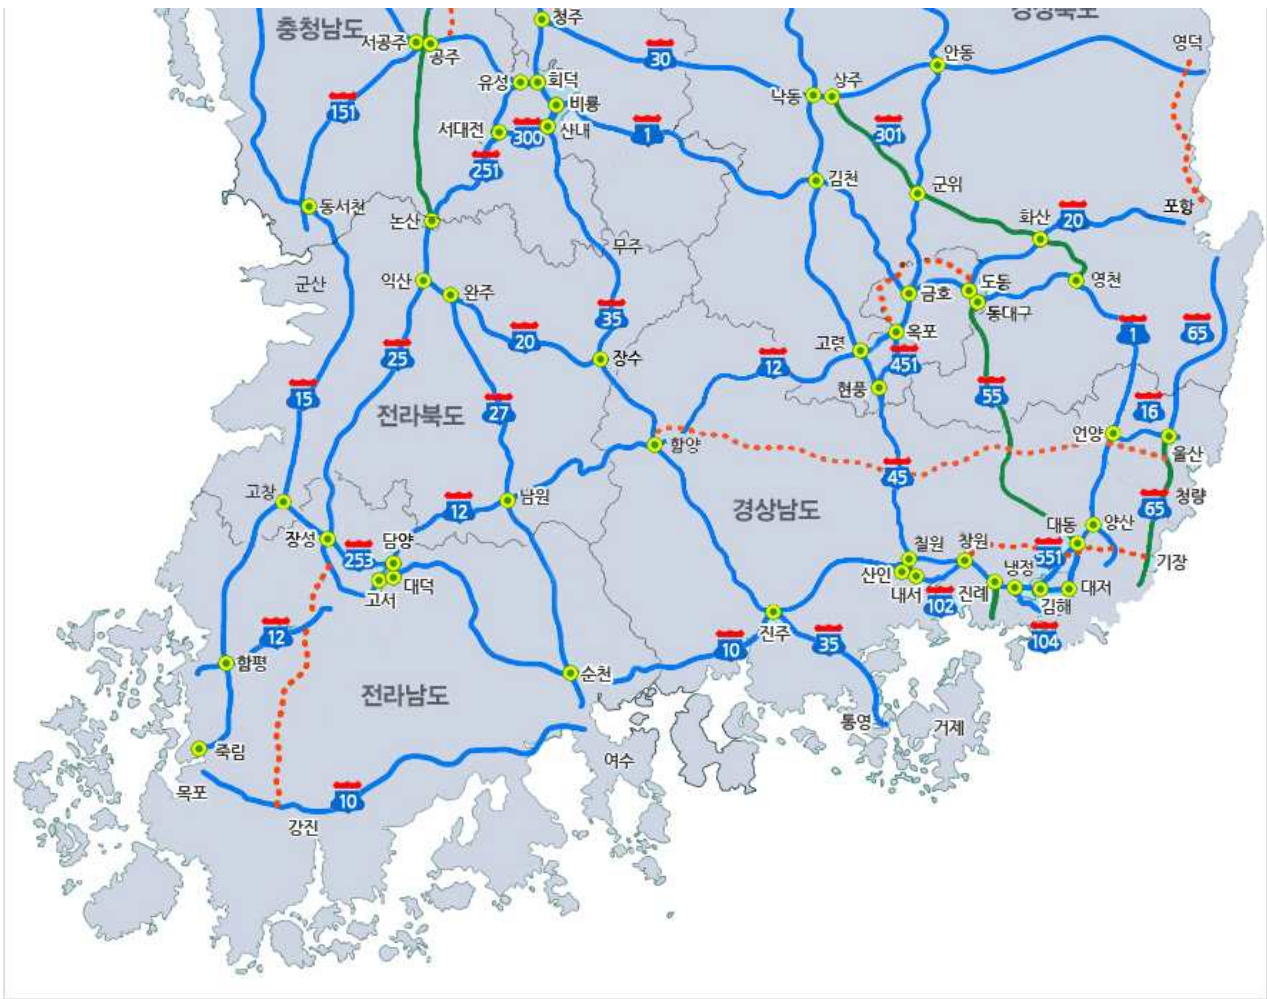 충청남도
청주
경상북도
서공주
공주
30
안동
영덕
유성
회덕
낙동
상주
151
비룡
서대전
300
산내
1
301
251
동서천
논산
김천
군위
화산
20
포항
무주
군산
익산
완주
금호
도동
동대구
영천
35
20
25
고령
옥포
1
65
장수
12
451
현풍
15
55
27
16
전라북도
함양
언양
울산
45
고창
12
남원
경상남도
청량
65
장성
253
담양
대동
양산
칠원
창원
551
기장
고서
대덕
산인
내서
102
진례
냉정
김해
대저
12
진주
10
35
104
함평
순천
전라남도
통영
거제
죽림
여수
목포
10
강진